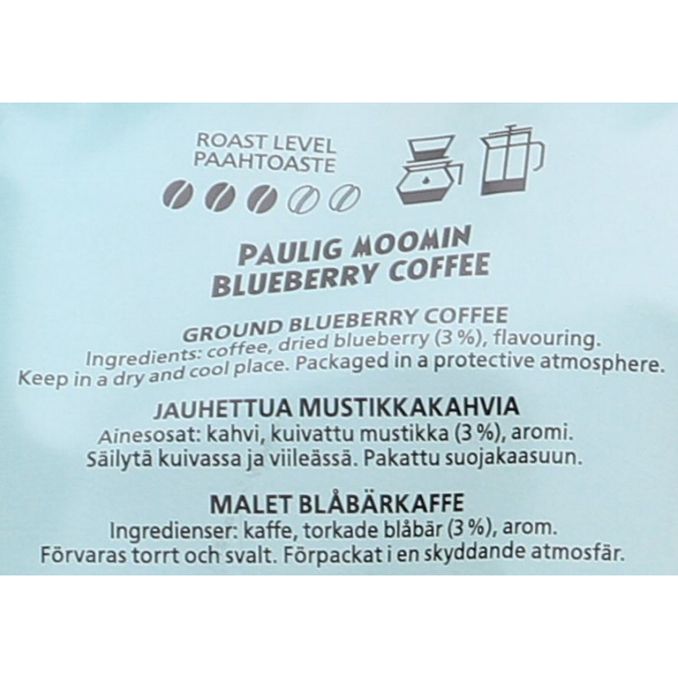 ROAST LEVEL
PAAHTOASTE
PAULIG MOOMIN
BLUEBERRY COFFEE
GROUND BLUEBERRY COFFEE
Ingredients: coffee, dried blueberry (3 %), flavouring.
Keep in a dry and cool place. Packaged in a protective atmosphere.
JAUHETTUA MUSTIKKAKAHVIA
Ainesosat: kahvi, kuivattu mustikka (3 %), aromi.
Säilytä kuivassa ja viileässä. Pakattu suojakaasuun.
MALET BLÅBÄRKAFFE
Ingredienser: kaffe, torkade blåbär (3 %), arom.
Förvaras torrt och svalt. Förpackat i en skyddande atmosfär.